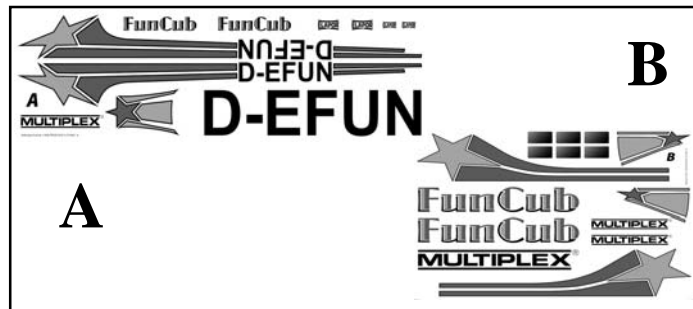 FunCub FunCub
D-EFUN
D-EFUN
A
MULTIPLEX
D-EFUN
A
B
B
FunCub
FunCub
MULTIPLEX
MULTIPLEX
MULTIPLEX®